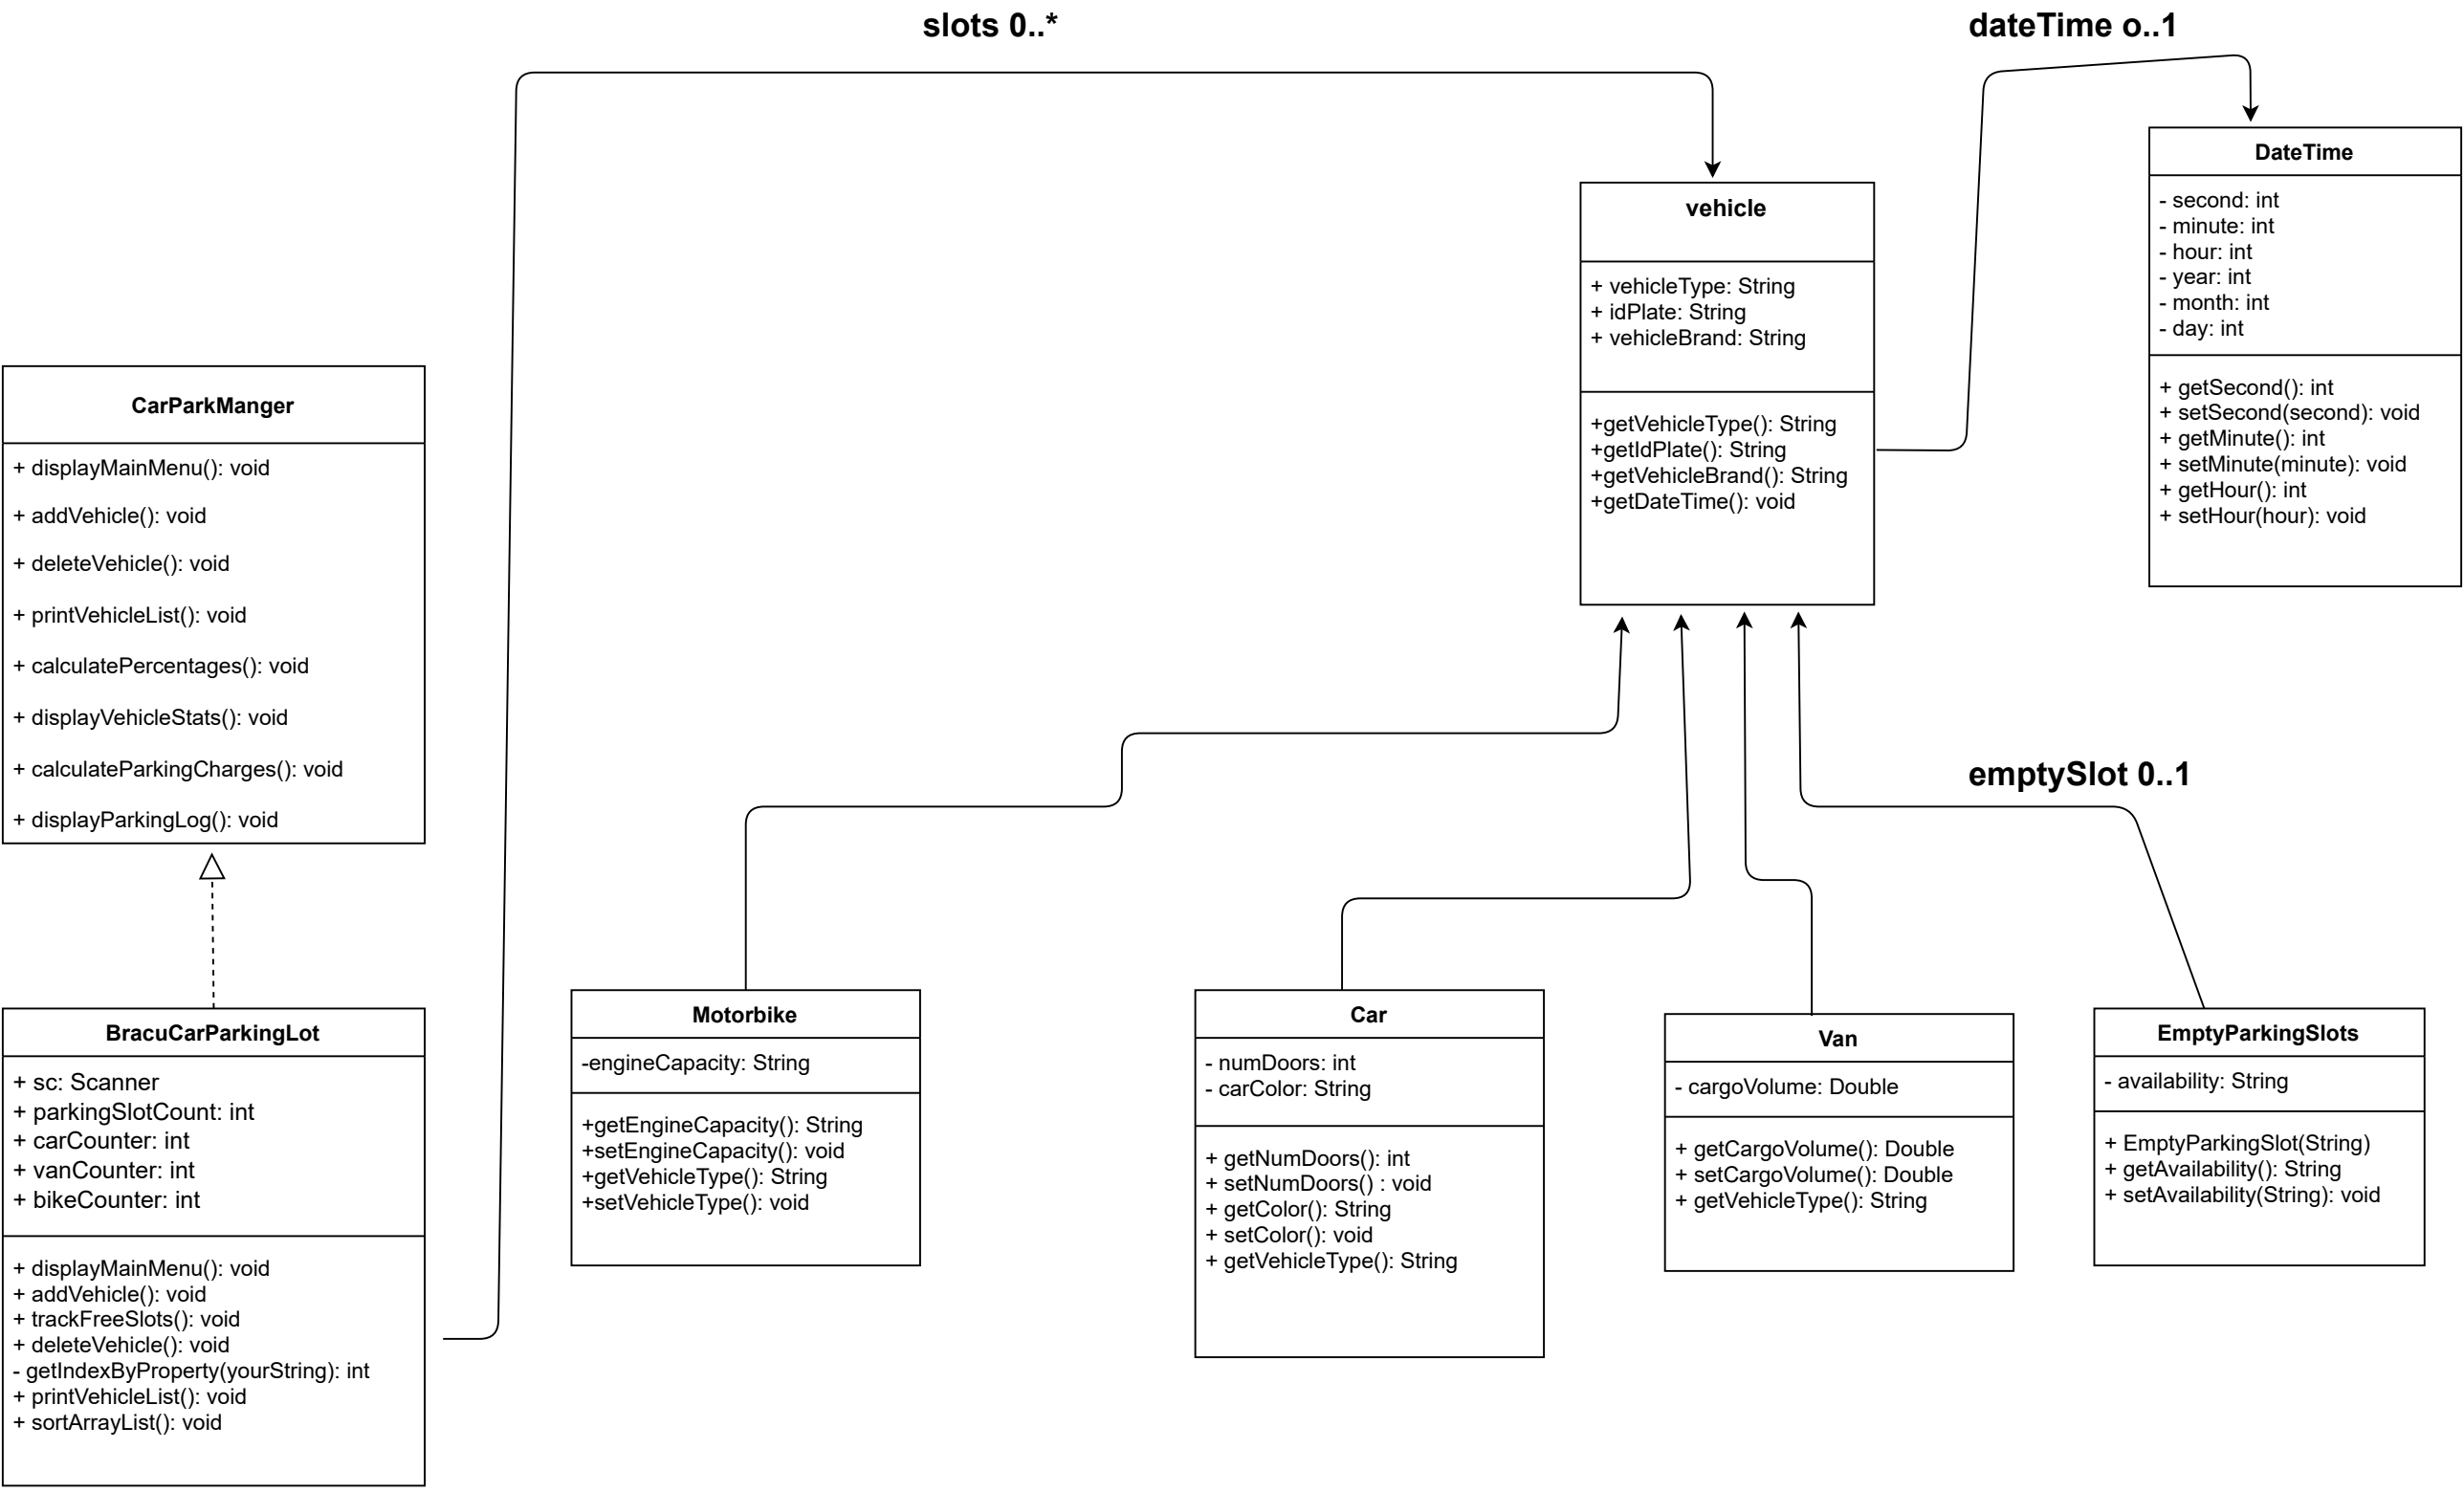 slots 0..*
dateTime o..1
DateTime
- second: int
- minute: int
- hour: int
- year: int
- month: int
- day: int
+ getSecond(): int
+ setSecond(second): void
+ getMinute(): int
+ setMinute(minute): void
+ getHour(): int
+ setHour(hour): void
vehicle
+ vehicleType: String
+ idPlate: String
+ vehicleBrand: String
+getVehicleType(): String
+getIdPlate(): String
+getVehicleBrand(): String
+getDateTime(): void
CarParkManger
+ displayMainMenu(): void
+ addVehicle(): void
+ deleteVehicle(): void
+ printVehicleList(): void
+ calculatePercentages(): void
+ displayVehicleStats(): void
+ calculateParkingCharges(): void
+ displayParkingLog(): void
emptySlot 0..1
BracuCarParkingLot
+ sc: Scanner
+ parkingSlotCount: int
+ carCounter: int
+ vanCounter: int
+ bikeCounter: int
+ displayMainMenu(): void
+ addVehicle(): void
+ trackFreeSlots(): void
+ deleteVehicle(): void
- getIndexByProperty(yourString): int
+ printVehicleList(): void
+ sortArrayList(): void
Motorbike
-engineCapacity: String
+getEngineCapacity(): String
+setEngineCapacity(): void
+getVehicleType(): String
+setVehicleType(): void
Car
- numDoors: int
- carColor: String
+ getNumDoors(): int
+ setNumDoors() : void
+ getColor(): String
+ setColor(): void
+ getVehicleType(): String
Van
- cargoVolume: Double
+ getCargoVolume(): Double
+ setCargoVolume(): Double
+ getVehicleType(): String
EmptyParkingSlots
- availability: String
+ EmptyParkingSlot(String)
+ getAvailability(): String
+ setAvailability(String): void